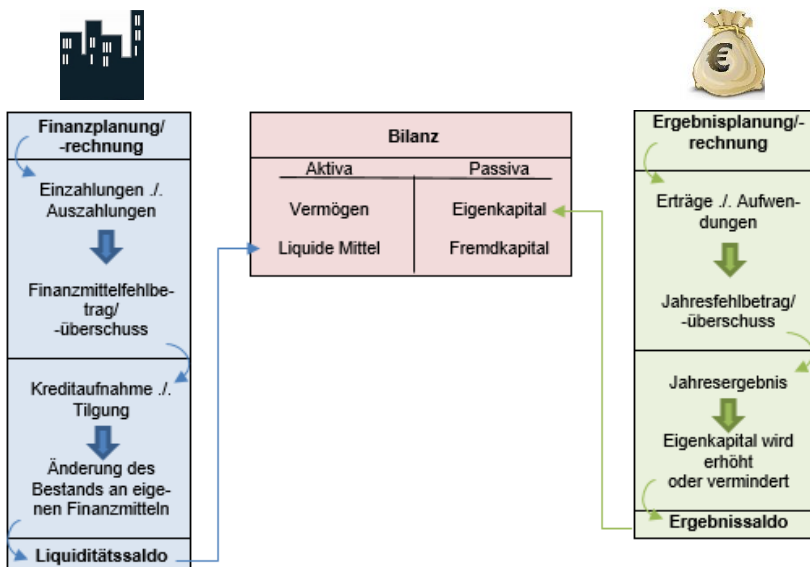 Finanzplanung/
-rechnung
Einzahlungen ./.
Auszahlungen
Finanzmittelfehlbe-
trag/
-überschuss
Kreditaufnahme ./.
Tilgung
Änderung des
Bestands an eige-
nen Finanzmitteln
Liquiditätssaldo
Bilanz
Aktiva Passiva
Vermögen Eigenkapital
Liquide Mittel Fremdkapital
€
Ergebnisplanung/-
rechnung
Erträge ./. Aufwen-
dungen
Jahresfehlbetrag/
-überschuss
Jahresergebnis
Eigenkapital wird
erhöht
oder vermindert
Ergebnissaldo